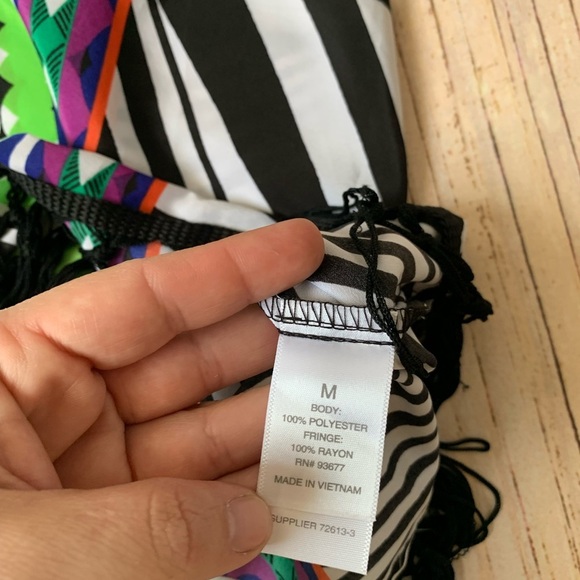 M
BODY:
100% POLYESTER
FRINGE:
100% RAYON
RN# 93677
MADE IN VIETNAM
SUPPLIER 72613-3